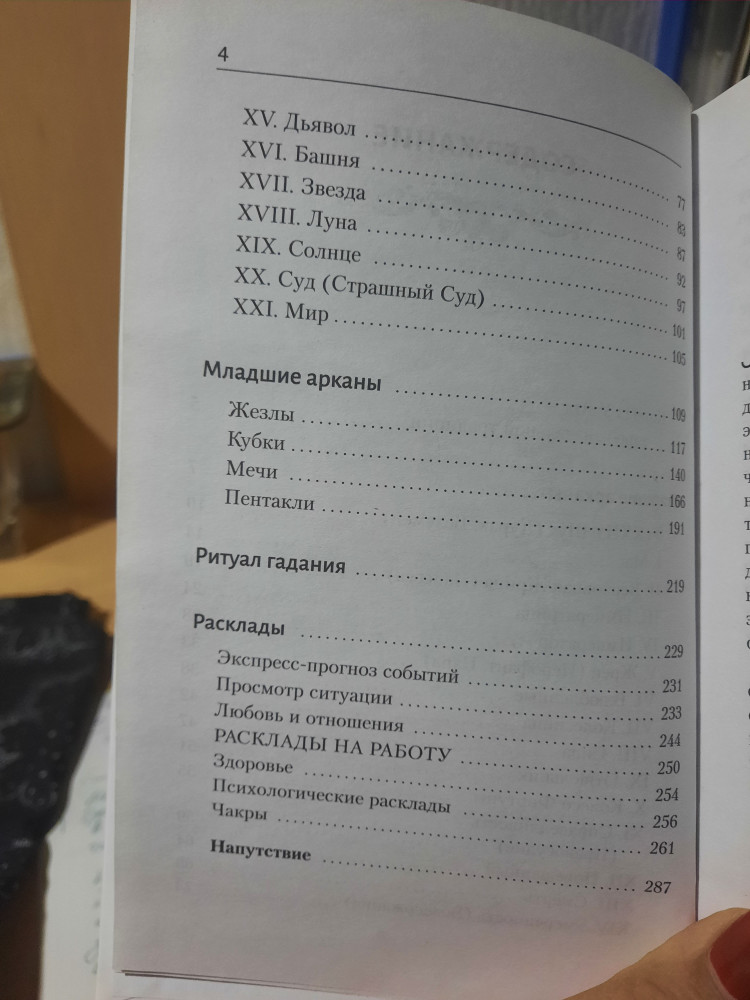 4
XV. Дьявол ........ 77
XVI. Башня ........ 83
XVII. Звезда ........ 87
XVIII. Луна ........ 92
XIX. Солнце ........ 97
XX. Суд (Страшный Суд) ........ 101
XXI. Мир ........ 105
Младшие арканы ........ 109
Жезлы ........ 117
Кубки ........ 140
Мечи ........ 166
Пентакли ........ 191
Ритуал гадания ........ 219
Расклады ........ 229
Экспресс-прогноз событий ........ 231
Просмотр ситуации ........ 233
Любовь и отношения ........ 244
РАСКЛАДЫ НА РАБОТУ ........ 250
Здоровье ........ 254
Психологические расклады ........ 256
Чакры ........ 261
Напутствие ........ 287